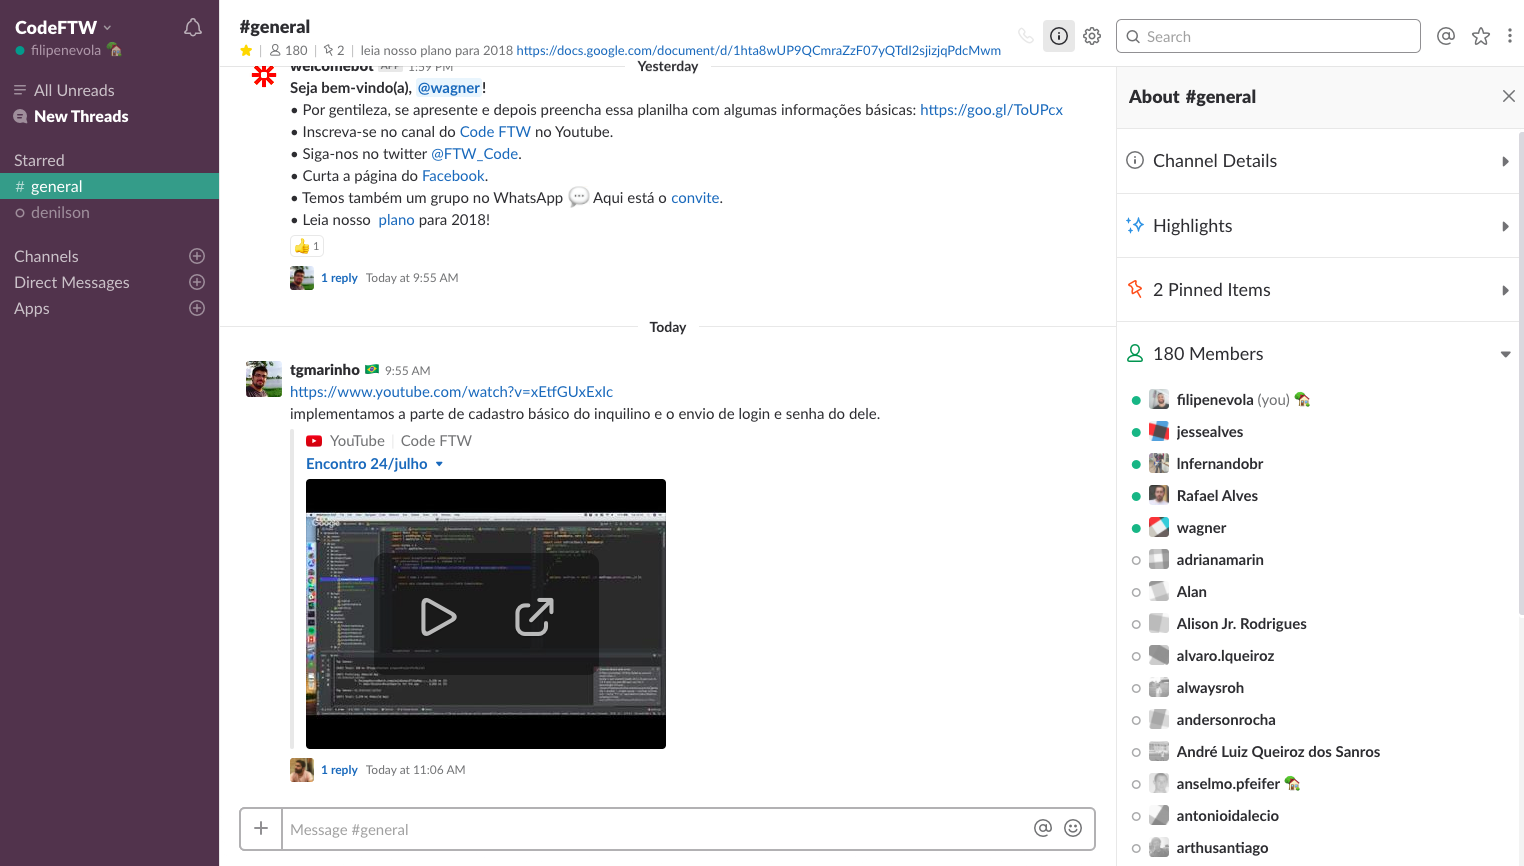 CodeFTW
filipenevola
All Unreads
New Threads
Starred
# general
denilson
Channels
Direct Messages
Apps
#general
180 | 2 | leia nosso plano para 2018 https://docs.google.com/document/d/1hta8wUP9QCmraZzF07yQTdI2sjizjqPdcMwm
Search
welcomebot APP 1:59 PM
Yesterday
Seja bem-vindo(a), @wagner!
• Por gentileza, se apresente e depois preencha essa planilha com algumas informações básicas: https://goo.gl/ToUPcx
• Inscreva-se no canal do Code FTW no Youtube.
• Siga-nos no twitter @FTW_Code.
• Curta a página do Facebook.
• Temos também um grupo no WhatsApp 💬 Aqui está o convite.
• Leia nosso plano para 2018!
👍 1
1 reply Today at 9:55 AM
Today
tgmarinho 🇧🇷 9:55 AM
https://www.youtube.com/watch?v=xEtfGUxExIc
implementamos a parte de cadastro básico do inquilino e o envio de login e senha do dele.
YouTube | Code FTW
Encontro 24/julho
Google
1 reply Today at 11:06 AM
Message #general
About #general
Channel Details
Highlights
2 Pinned Items
180 Members
filipenevola (you)
jessealves
lnfernandobr
Rafael Alves
wagner
adrianamarin
Alan
Alison Jr. Rodrigues
alvaro.lqueiroz
alwaysroh
andersonrocha
André Luiz Queiroz dos Sanros
anselmo.pfeifer
antonioidalecio
arthusantiago